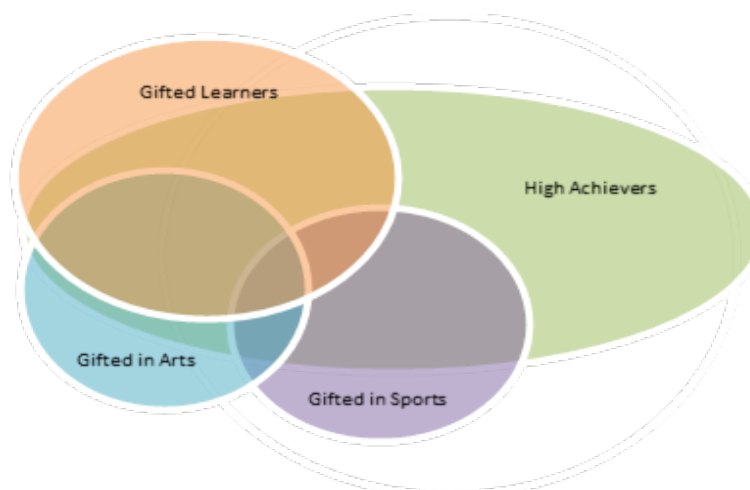 Gifted Learners
High Achievers
Gifted in Arts
Gifted in Sports